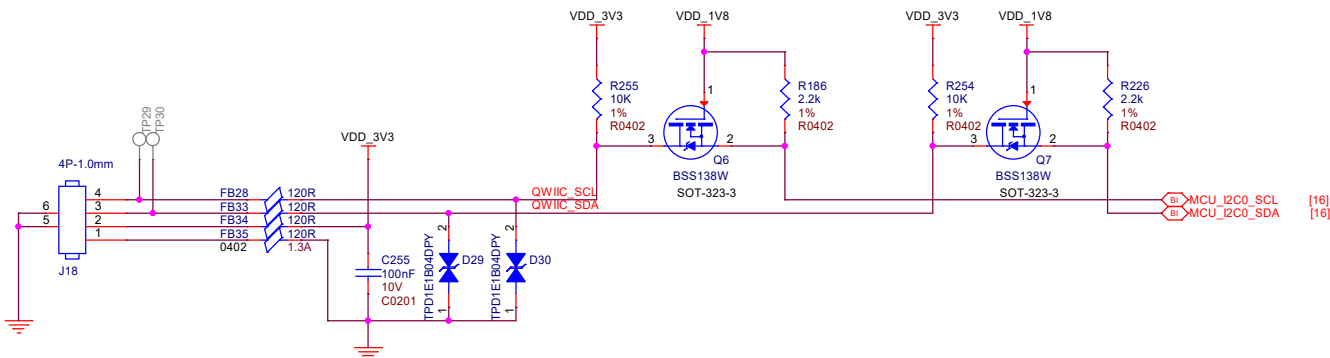 VDD_3V3 VDD_1V8 VDD_3V3 VDD_1V8
R255
10K
1%
R0402
1
R186
2.2k
1%
R0402
3 2
Q6
BSS138W
SOT-323-3
R254
10K
1%
R0402
1
R226
2.2k
1%
R0402
3 2
Q7
BSS138W
SOT-323-3
TP29
TP30
VDD_3V3
4P-1.0mm
6
5
4
3
2
1
J18
FB28 120R
FB33 120R
FB34 120R
FB35 120R
0402 1.3A
QWIIC_SCL
QWIIC_SDA
C255
100nF
10V
C0201
TPD1E1B04DPY
2
D29
1
TPD1E1B04DPY
2
D30
1
BI MCU_I2C0_SCL [16]
BI MCU_I2C0_SDA [16]